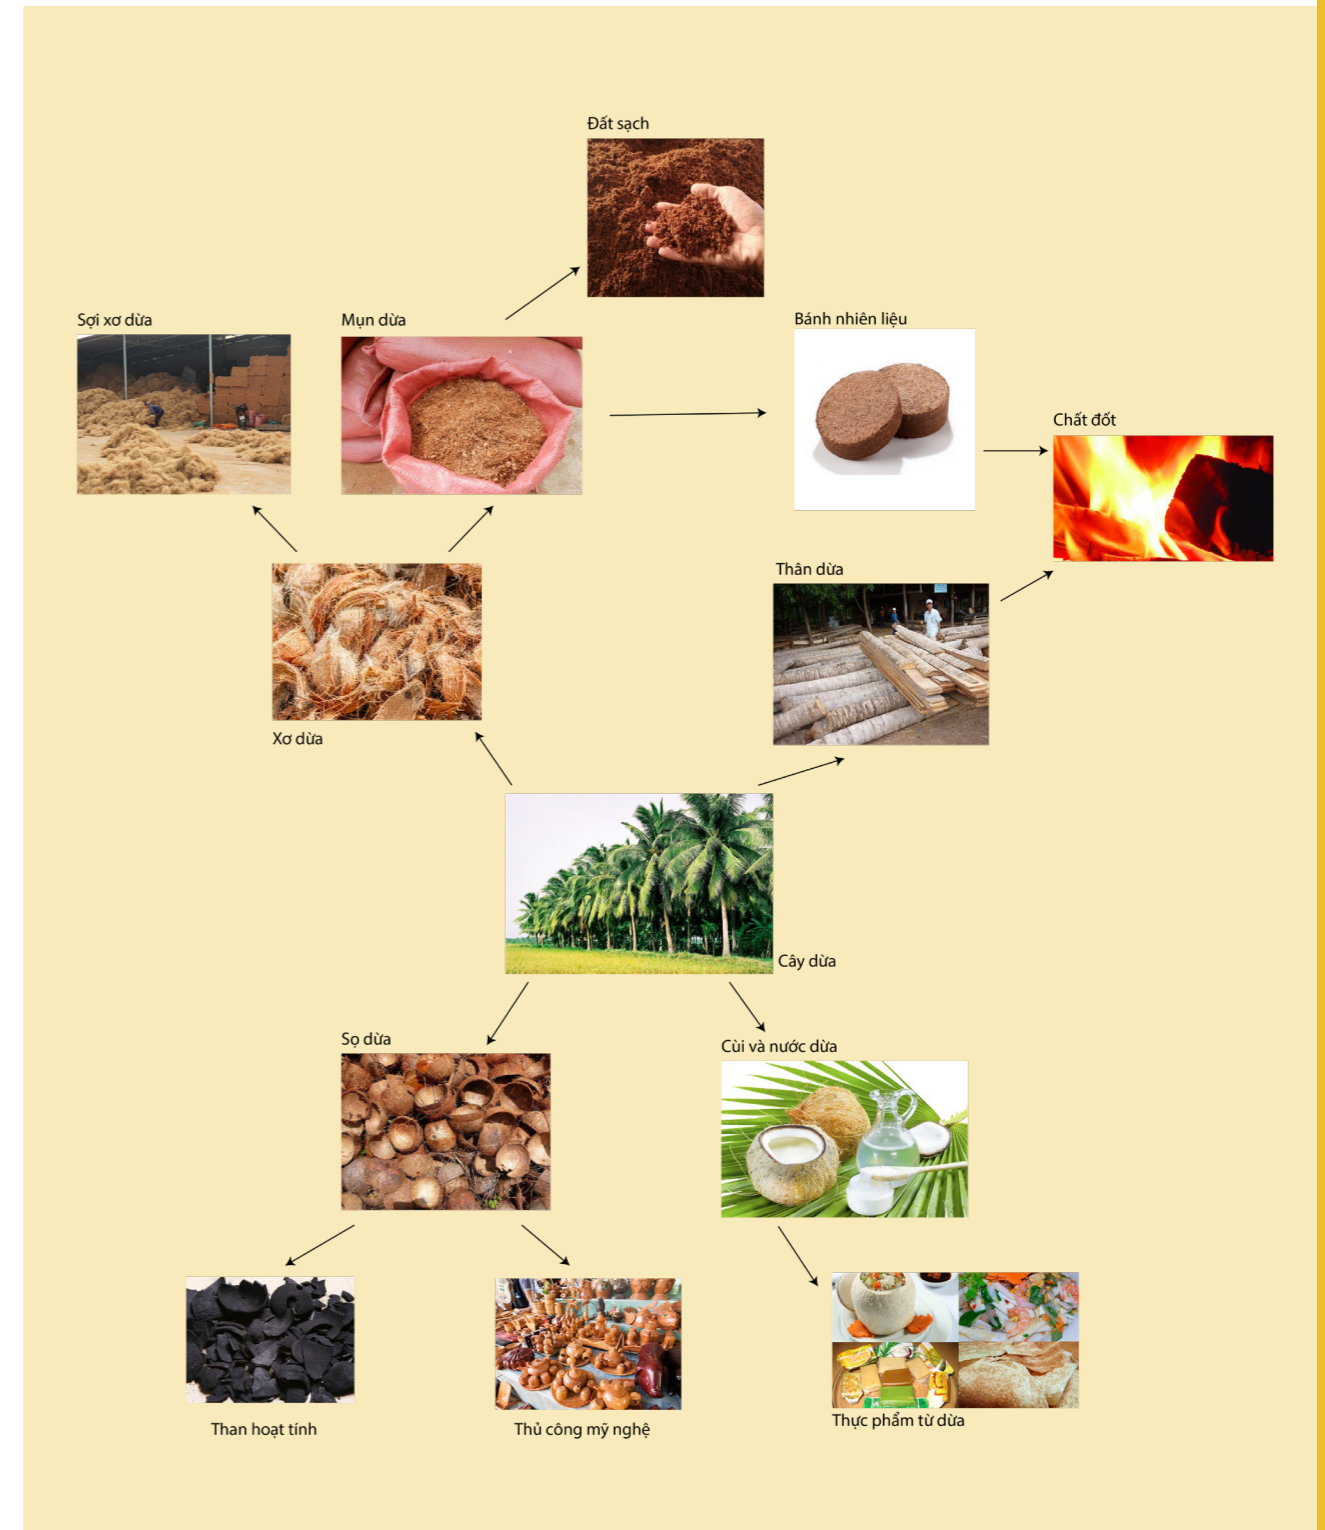 Đất sạch
Sợi xơ dừa
Mụn dừa
Bánh nhiên liệu
Chất đốt
Thân dừa
Xơ dừa
Cây dừa
Sọ dừa
Cùi và nước dừa
Than hoạt tính
Thủ công mỹ nghệ
Thực phẩm từ dừa